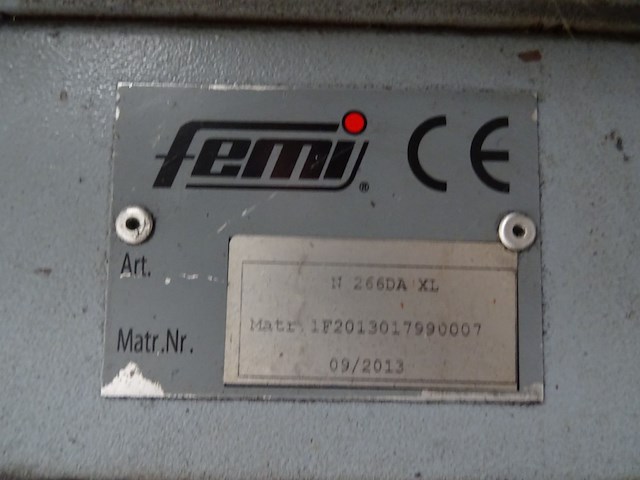 femi® CE
Art.
N 266DA XL
Matr 1F2013017990007
Matr.Nr.
09/2013